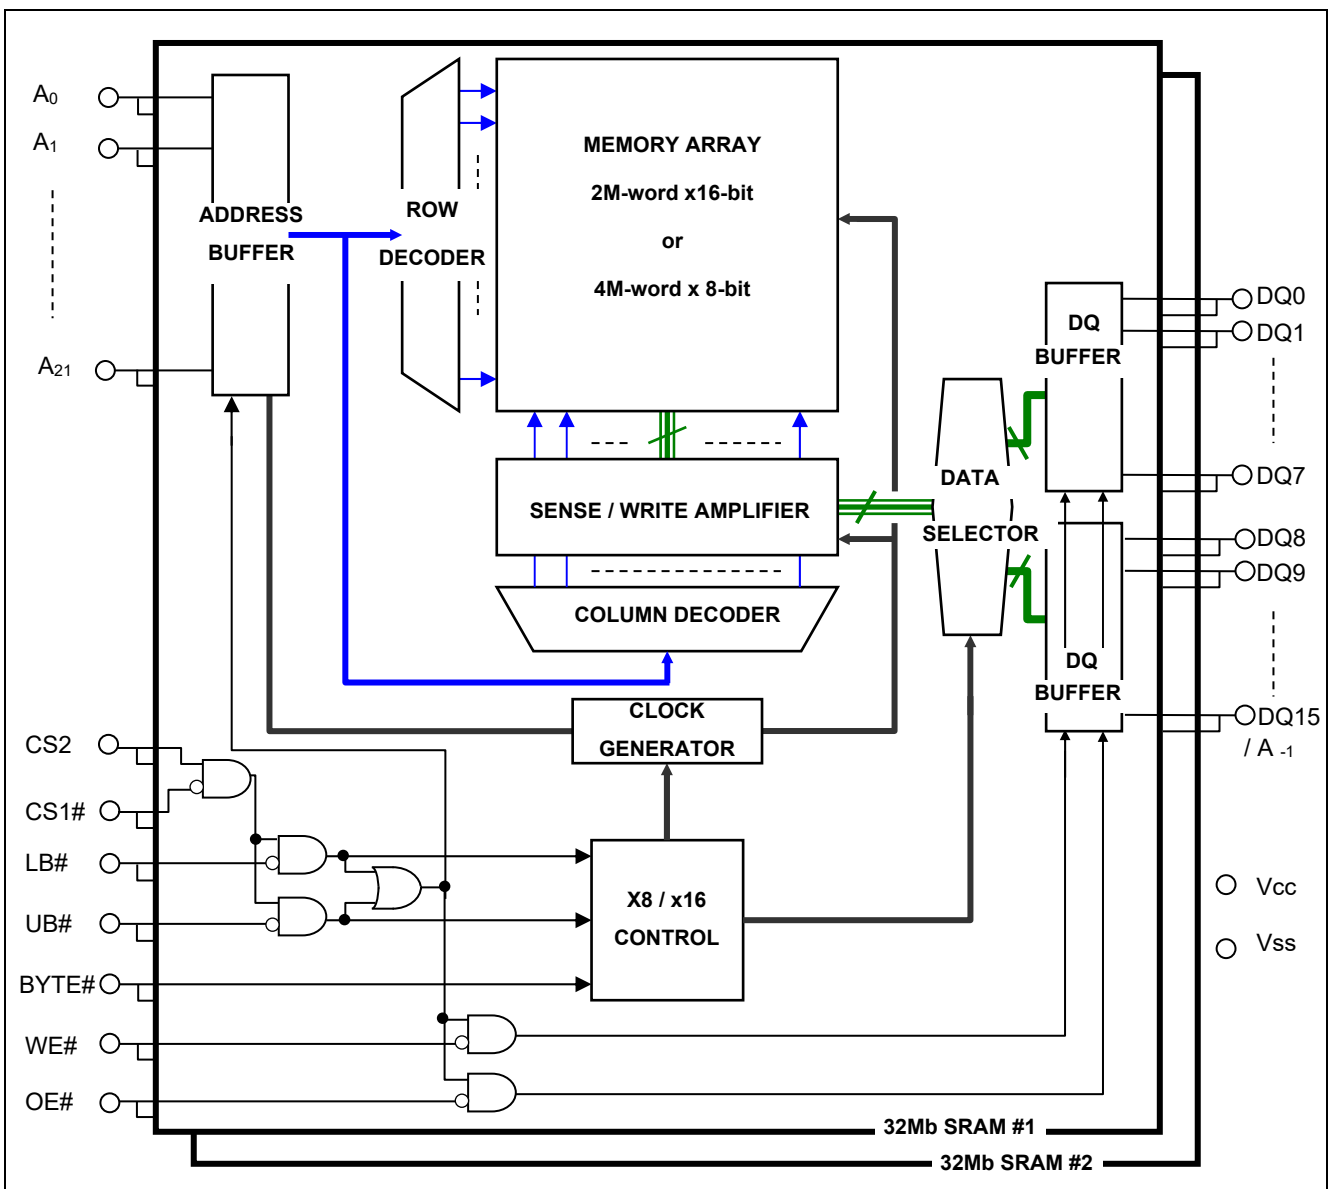 A0
A1
A21
ADDRESS
BUFFER
ROW
DECODER
MEMORY ARRAY
2M-word x16-bit
or
4M-word x 8-bit
SENSE / WRITE AMPLIFIER
COLUMN DECODER
CLOCK
GENERATOR
X8 / x16
CONTROL
DATA
SELECTOR
DQ
BUFFER
DQ
BUFFER
DQ0
DQ1
DQ7
DQ8
DQ9
DQ15
/ A -1
CS2
CS1#
LB#
UB#
BYTE#
WE#
OE#
Vcc
Vss
32Mb SRAM #1
32Mb SRAM #2